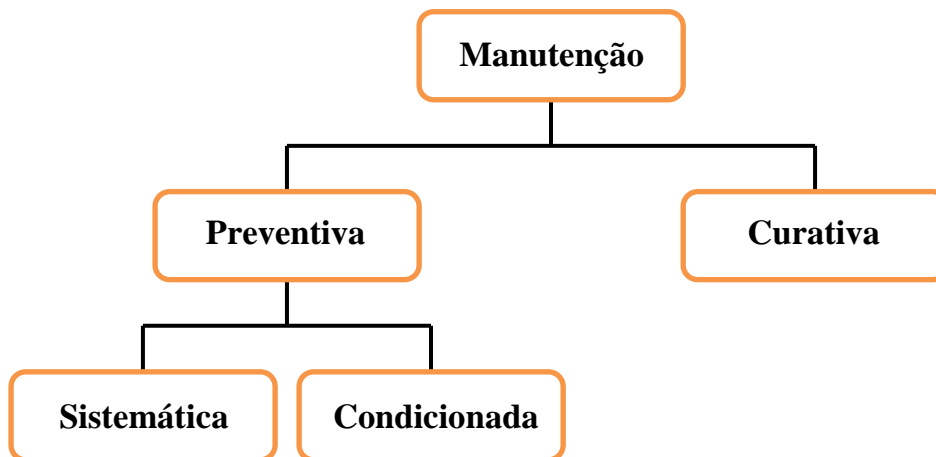 Manutenção
Preventiva
Curativa
Sistemática
Condicionada